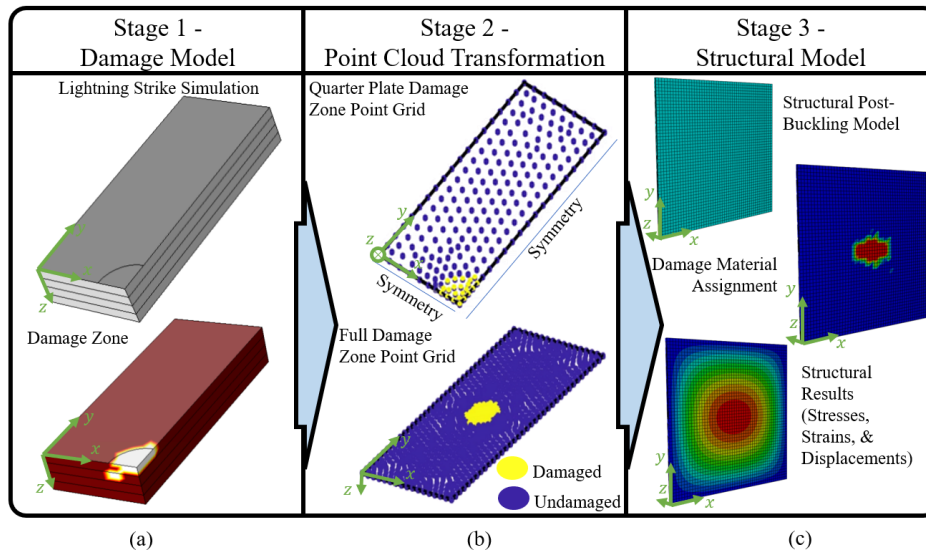 Stage 1 -
Damage Model
Lightning Strike Simulation
y
x
z
Damage Zone
y
x
z
Stage 2 -
Point Cloud Transformation
Quarter Plate Damage
Zone Point Grid
y
z
x
Symmetry
Symmetry
Full Damage
Zone Point Grid
y
x
z
Damaged
Undamaged
Stage 3 -
Structural Model
Structural Post-
Buckling Model
y
z
x
Damage Material
Assignment
y
z
x
Structural
Results
(Stresses,
Strains, &
Displacements)
y
z
x
(a)
(b)
(c)